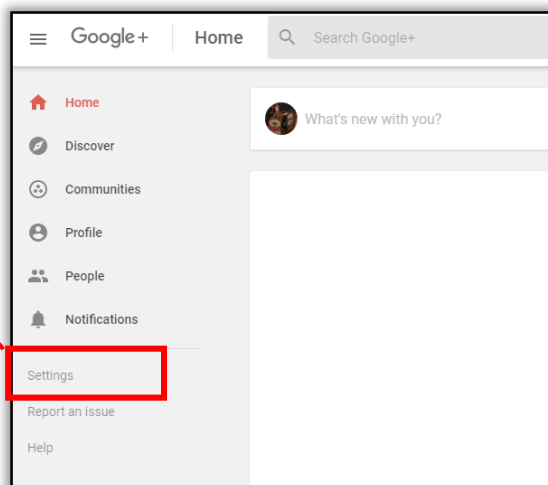 Google+ Home Search Google+
Home
What's new with you?
Discover
Communities
Profile
People
Notifications
Settings
Report an issue
Help